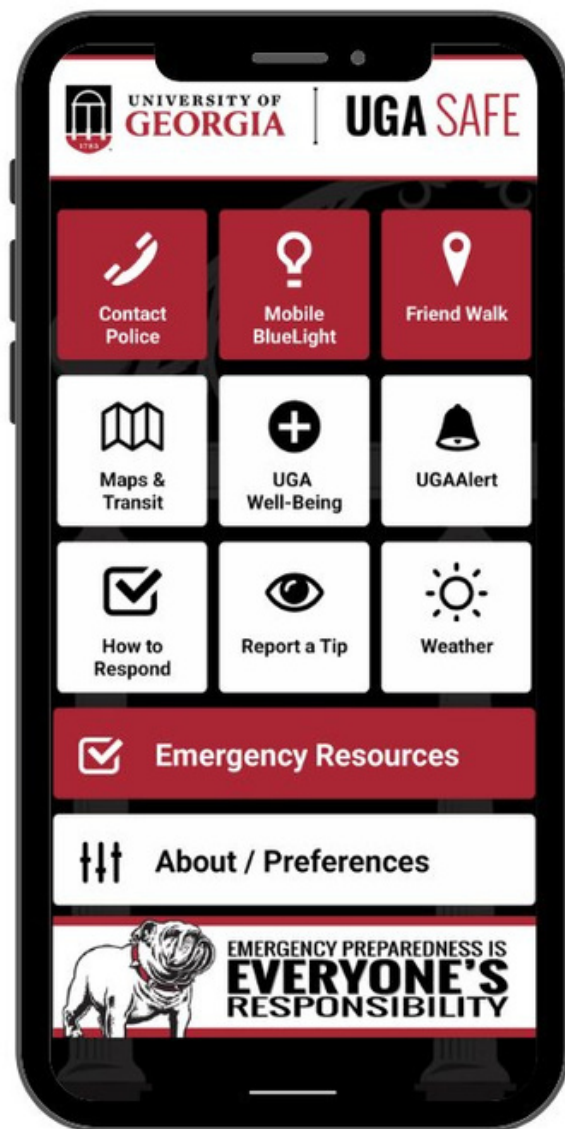 UNIVERSITY OF
GEORGIA
1785
UGA SAFE
Contact
Police
Mobile
BlueLight
Friend Walk
Maps &
Transit
UGA
Well-Being
UGAAlert
How to
Respond
Report a Tip
Weather
Emergency Resources
About / Preferences
EMERGENCY PREPAREDNESS IS
EVERYONE'S
RESPONSIBILITY